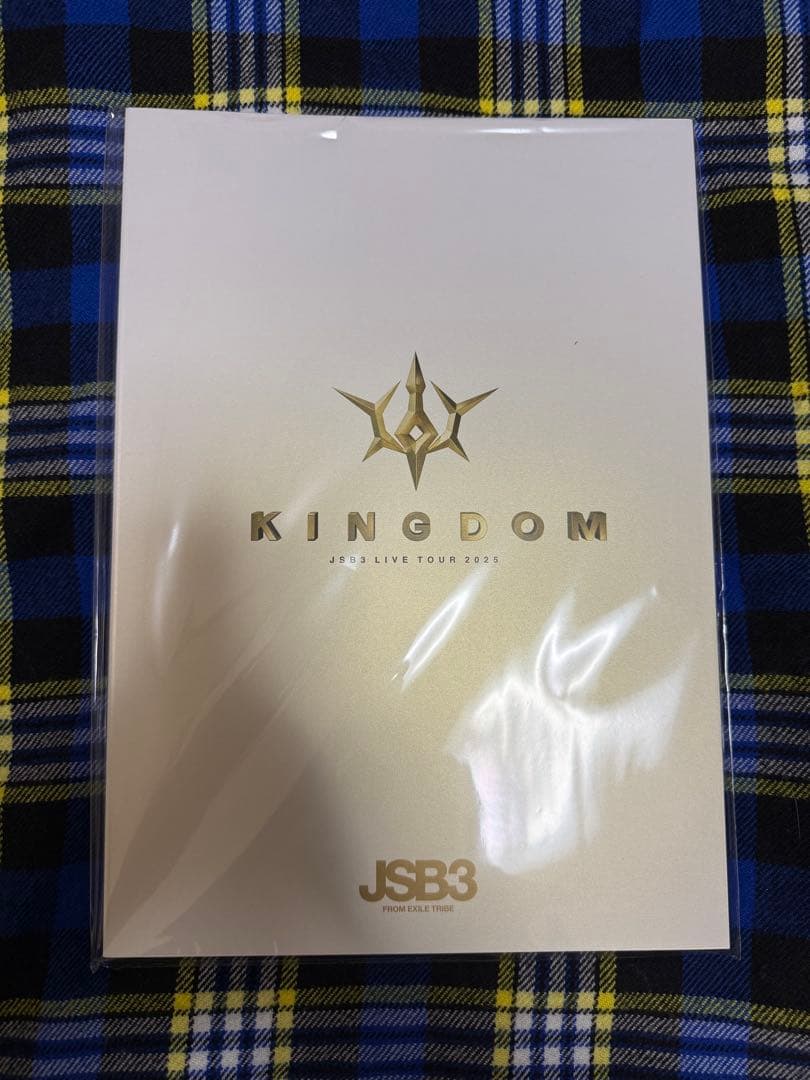 KINGDOM
JSB3 LIVE TOUR 2025
JSB3
FROM EXILE TRIBE